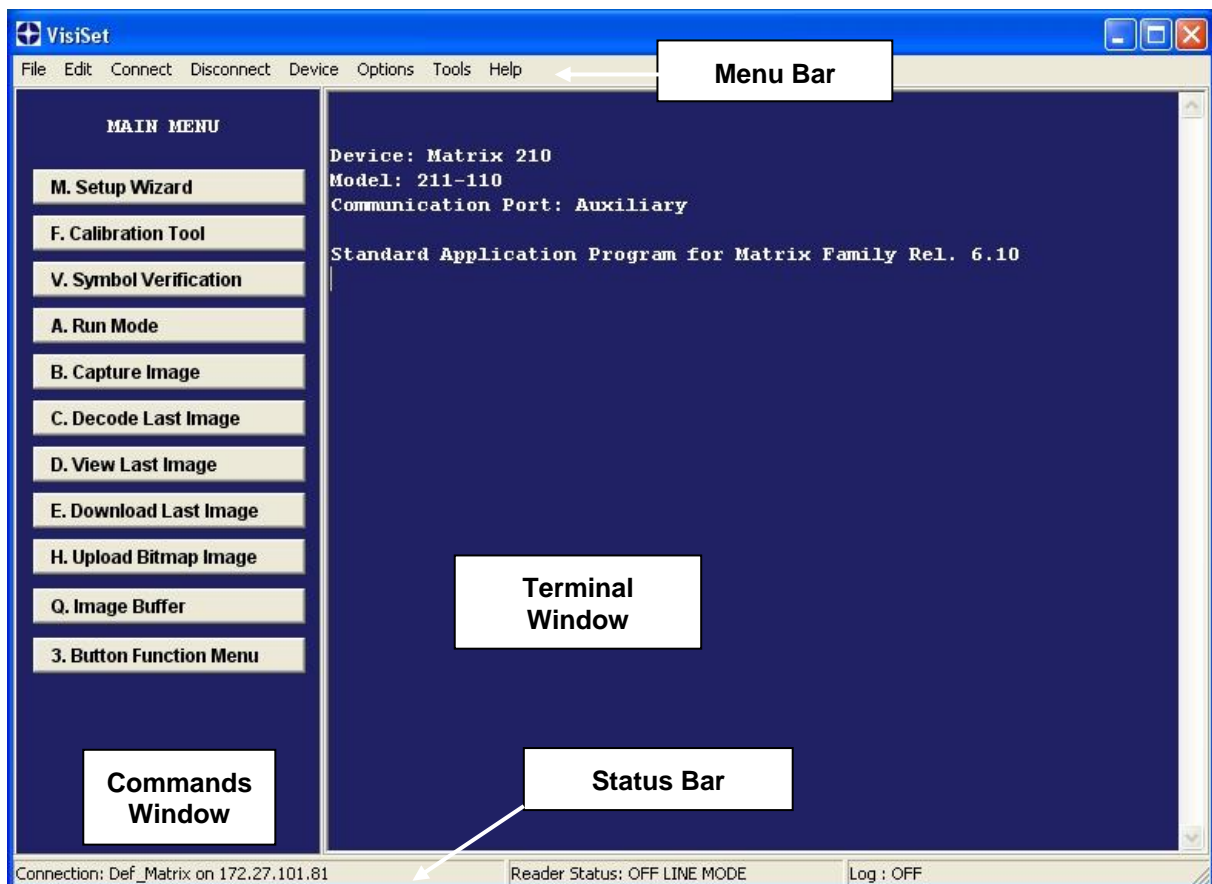 VisiSet
File Edit Connect Disconnect Device Options Tools Help
Menu Bar
MAIN MENU
M. Setup Wizard
F. Calibration Tool
V. Symbol Verification
A. Run Mode
B. Capture Image
C. Decode Last Image
D. View Last Image
E. Download Last Image
H. Upload Bitmap Image
Q. Image Buffer
3. Button Function Menu
Commands
Window
Device: Matrix 210
Model: 211-110
Communication Port: Auxiliary
Standard Application Program for Matrix Family Rel. 6.10
Terminal
Window
Status Bar
Connection: Def_Matrix on 172.27.101.81 Reader Status: OFF LINE MODE Log : OFF